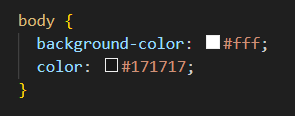 body {
  background-color: #fff;
  color: #171717;
}